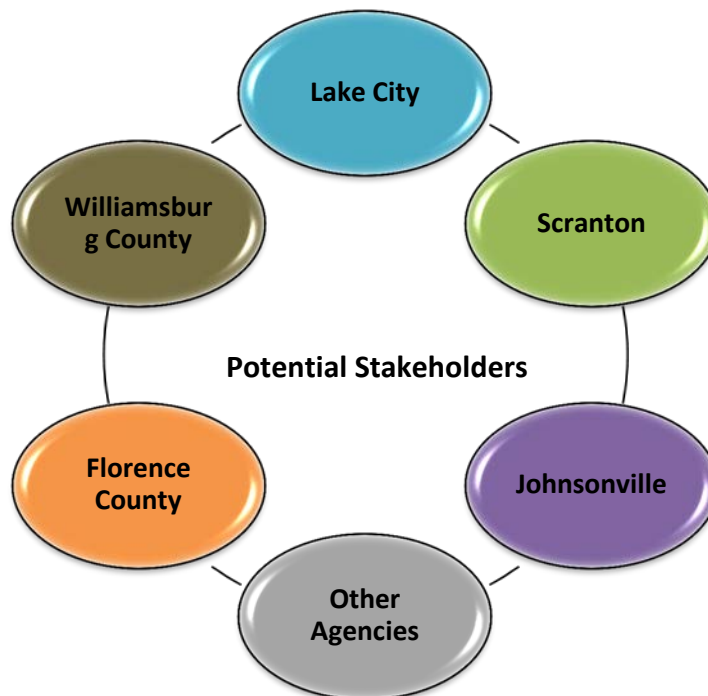 Lake City
Williamsbur
g County
Scranton
Potential Stakeholders
Florence
County
Johnsonville
Other
Agencies